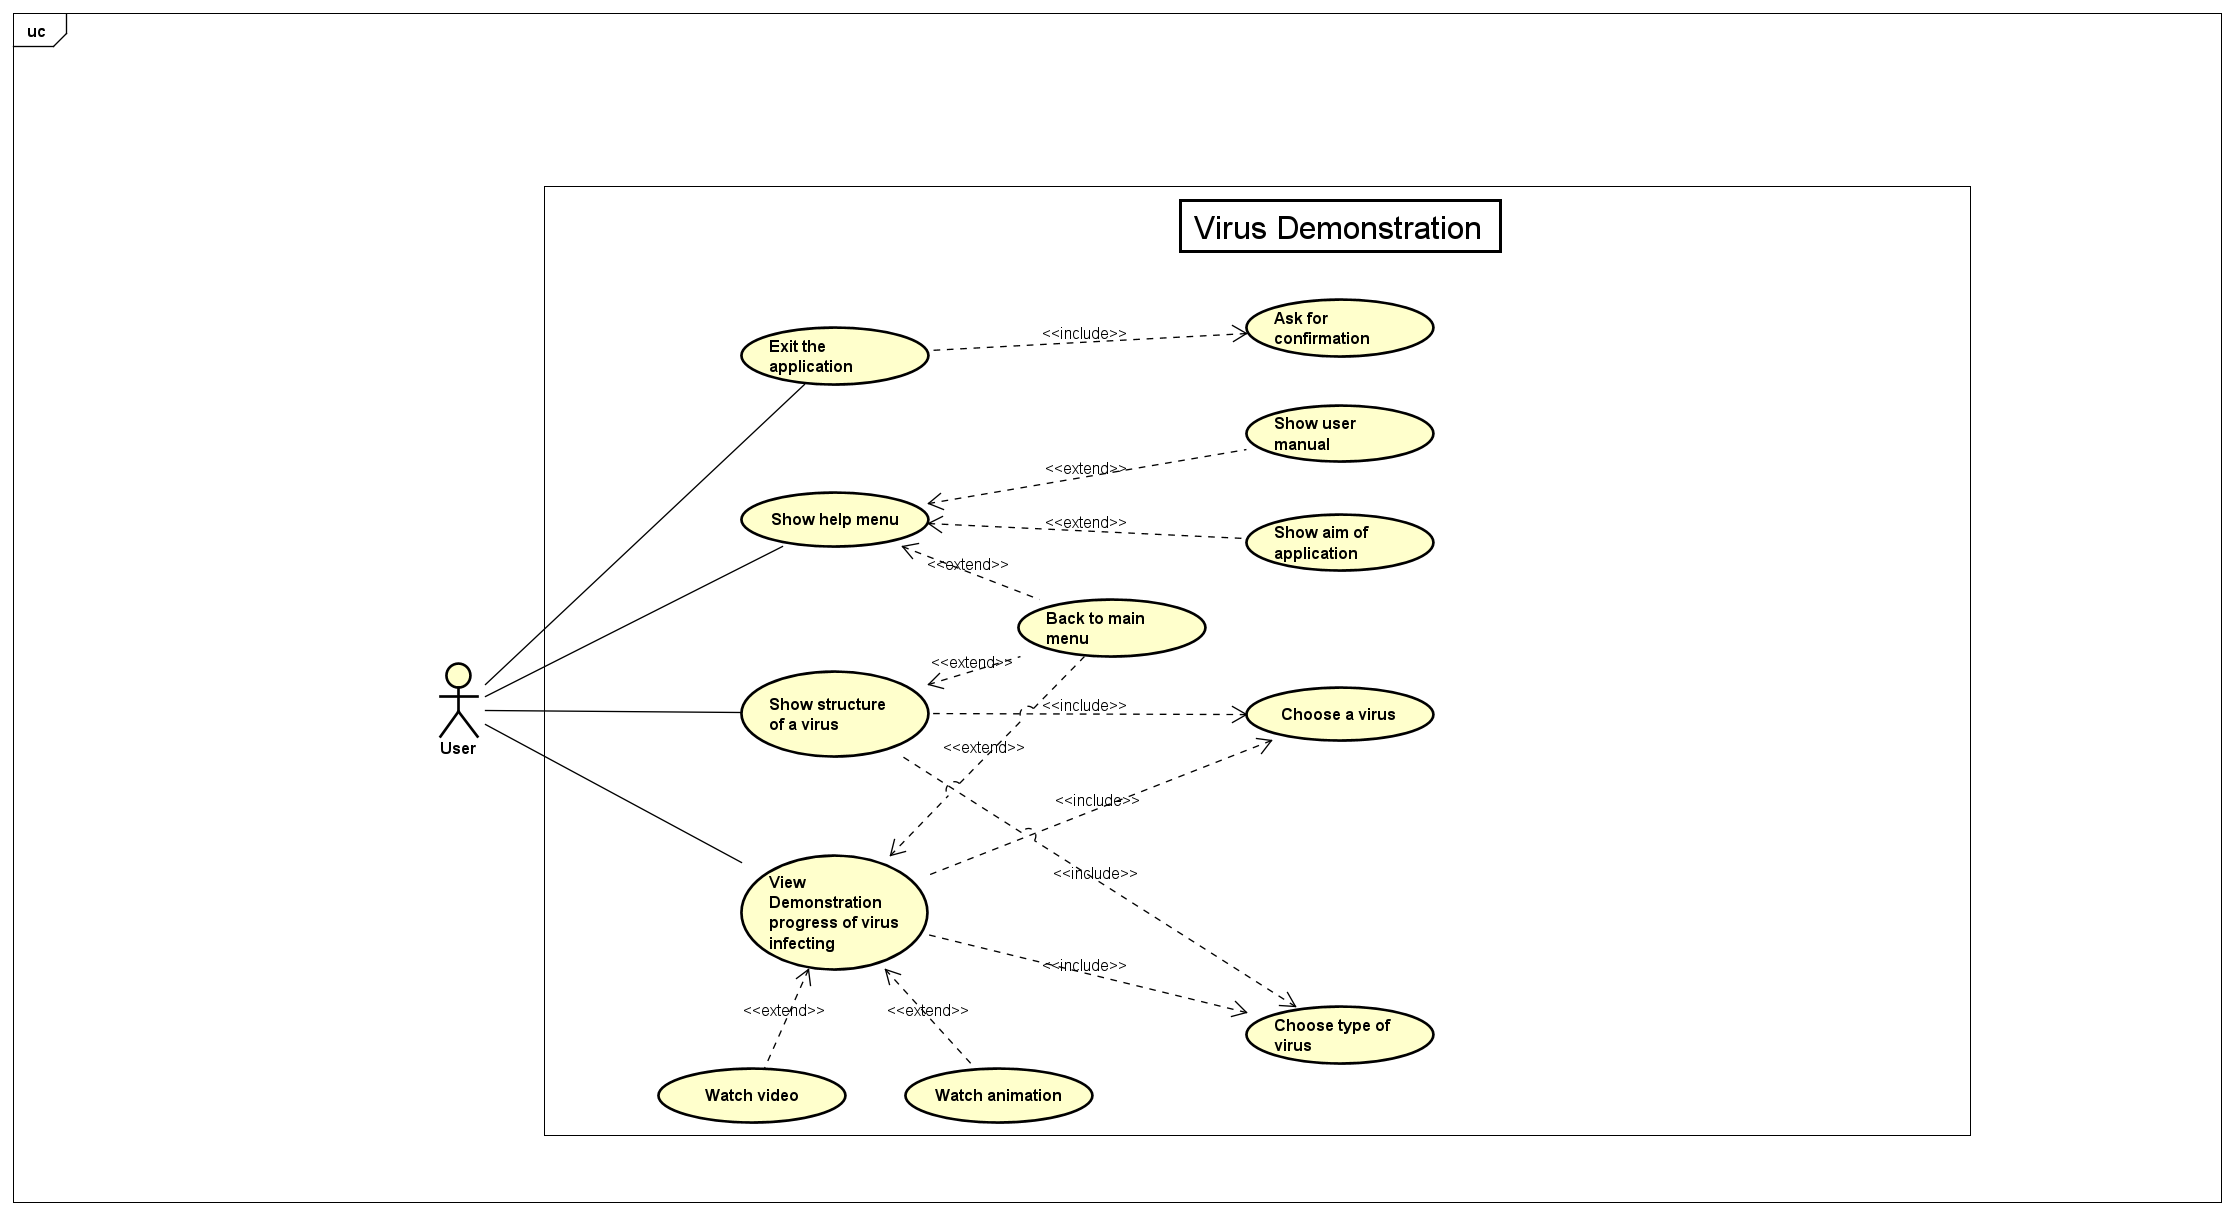 uc
Virus Demonstration
Exit the
application
<<include>>
Ask for
confirmation
Show user
manual
<<extend>>
Show help menu
<<extend>>
Show aim of
application
<<extend>>
Back to main
menu
<<extend>>
User
Show structure
of a virus
<<include>>
Choose a virus
<<extend>>
<<include>>
<<include>>
View
Demonstration
progress of virus
infecting
<<include>>
<<extend>>
<<extend>>
Choose type of
virus
Watch video
Watch animation